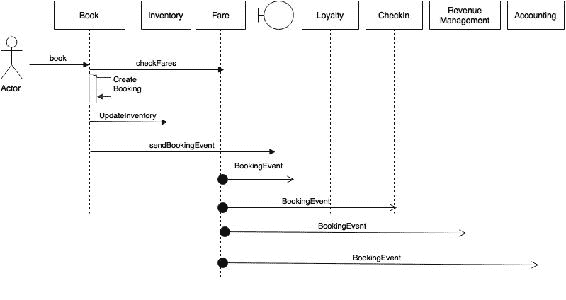 Book
Inventory
Fare
Loyalty
CheckIn
Revenue
Management
Accounting
Actor
book
checkFares
Create
Booking
UpdateInventory
sendBookingEvent
BookingEvent
BookingEvent
BookingEvent
BookingEvent